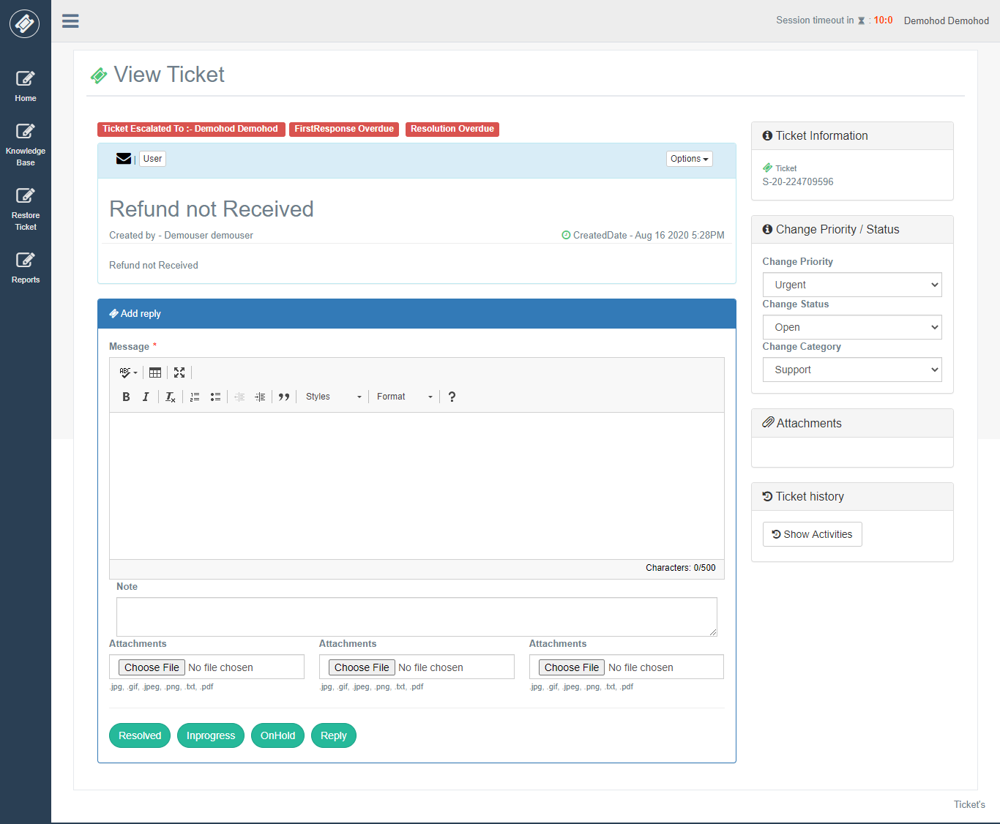 Session timeout in : 10:0 Demohod Demohod
Home
Knowledge
Base
Restore
Ticket
Reports
View Ticket
Ticket Escalated To :- Demohod Demohod FirstResponse Overdue Resolution Overdue
| User Options
Refund not Received
Created by - Demouser demouser CreatedDate - Aug 16 2020 5:28PM
Refund not Received
Add reply
Message *
ABC
B I Tx Styles Format ?
Characters: 0/500
Note
Attachments Attachments Attachments
Choose File No file chosen Choose File No file chosen Choose File No file chosen
.jpg, .gif, .jpeg, .png, .txt, .pdf .jpg, .gif, .jpeg, .png, .txt, .pdf .jpg, .gif, .jpeg, .png, .txt, .pdf
Resolved Inprogress OnHold Reply
Ticket Information
Ticket
S-20-224709596
Change Priority / Status
Change Priority
Urgent
Change Status
Open
Change Category
Support
Attachments
Ticket history
Show Activities
Ticket's